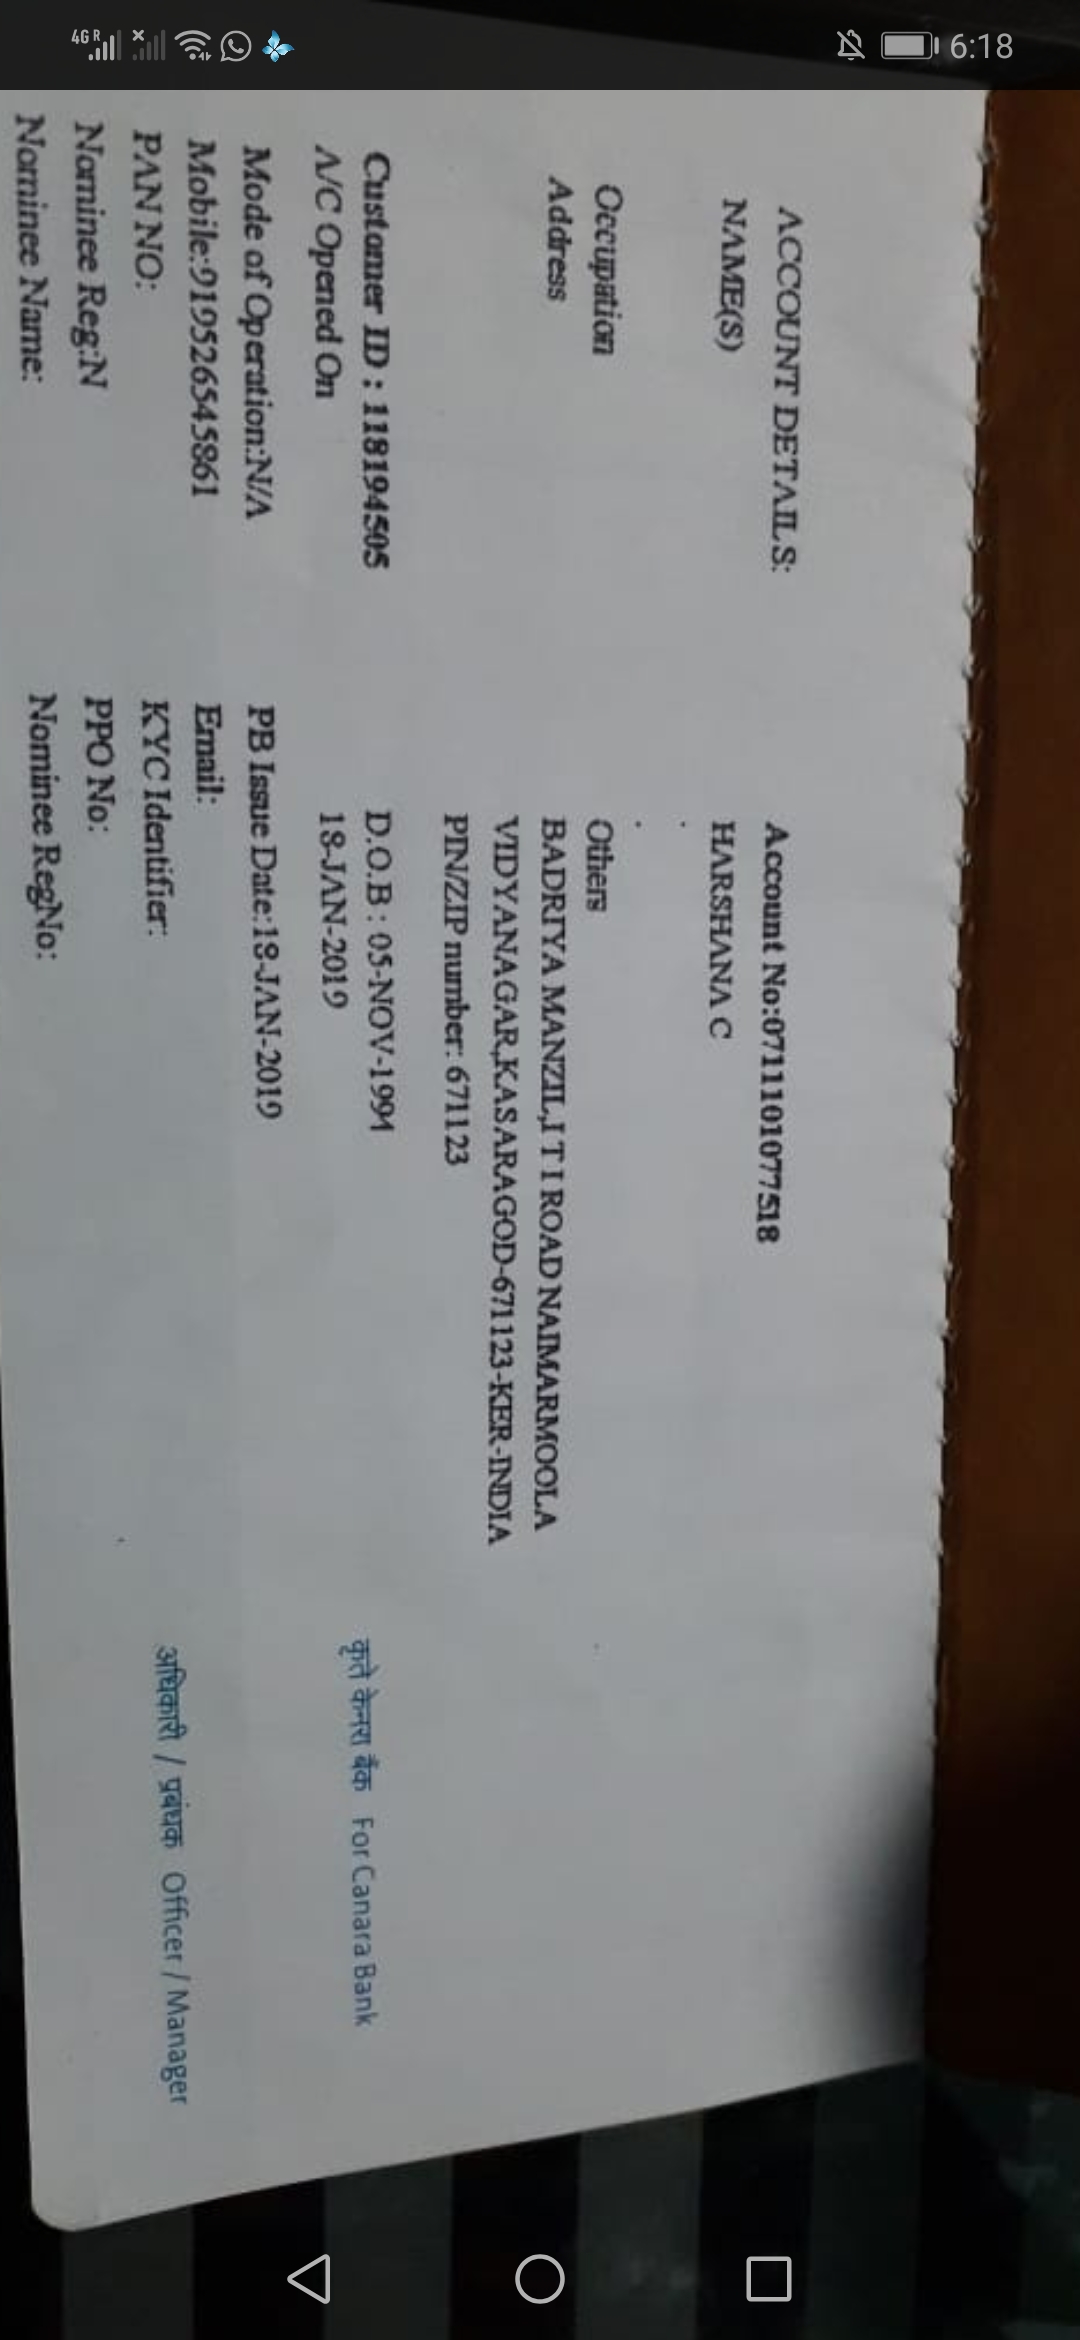 4G R 6:18
ACCOUNT DETAILS: Account No:0711101077518
NAME(S) HARSHANA C
Occupation Others
Address BADRIYA MANZIL,I T I ROAD NAIMARMOOLA
VIDYANAGAR,KASARAGOD-671123-KER-INDIA
PIN/ZIP number: 671123
Customer ID : 118194505 D.O.B : 05-NOV-1994
A/C Opened On 18-JAN-2019
कृते केनरा बैंक For Canara Bank
Mode of Operation:N/A PB Issue Date:18-JAN-2019
Mobile:919526545861 Email:
PAN NO: KYC Identifier:
अधिकारी / प्रबंधक Officer / Manager
Nominee Reg:N PPO No:
Nominee Name: Nominee RegNo: